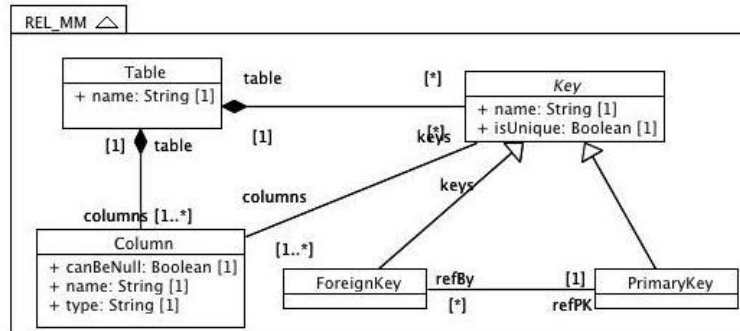 REL_MM
Table
+ name: String [1]
table
[*]
Key
+ name: String [1]
+ isUnique: Boolean [1]
[1]
table
[1]
[*]
keys
keys
columns
columns [1..*]
Column
+ canBeNull: Boolean [1]
+ name: String [1]
+ type: String [1]
[1..*]
ForeignKey
refBy
[*]
[1]
refPK
PrimaryKey